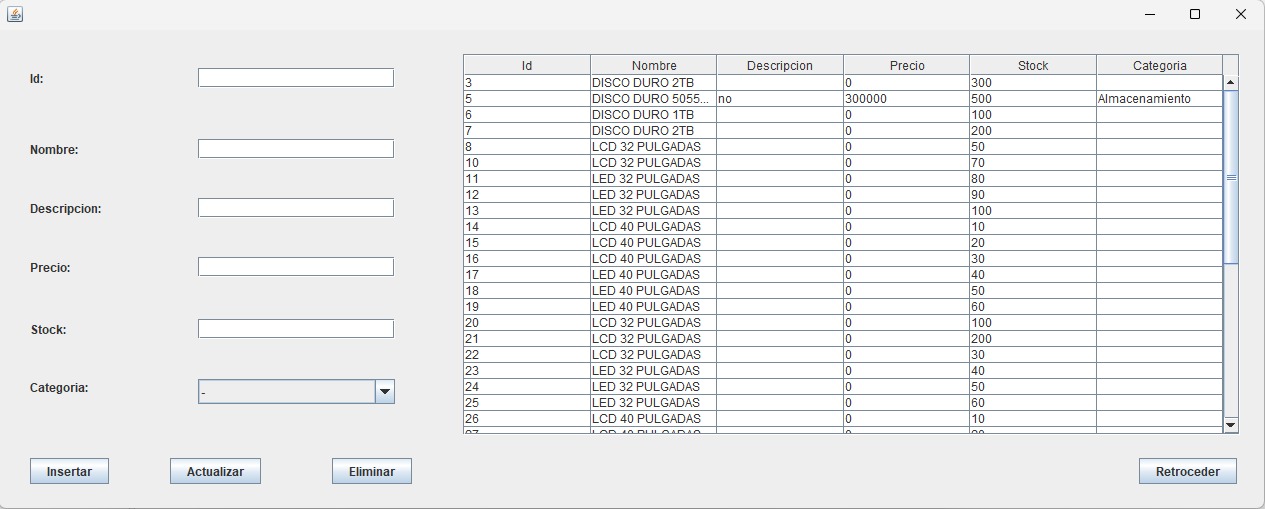 Id:
Nombre:
Descripcion:
Precio:
Stock:
Categoria:
-
Insertar Actualizar Eliminar
Id Nombre Descripcion Precio Stock Categoria
3 DISCO DURO 2TB 0 300
5 DISCO DURO 5055... no 300000 500 Almacenamiento
6 DISCO DURO 1TB 0 100
7 DISCO DURO 2TB 0 200
8 LCD 32 PULGADAS 0 50
10 LCD 32 PULGADAS 0 70
11 LED 32 PULGADAS 0 80
12 LED 32 PULGADAS 0 90
13 LED 32 PULGADAS 0 100
14 LCD 40 PULGADAS 0 10
15 LCD 40 PULGADAS 0 20
16 LCD 40 PULGADAS 0 30
17 LED 40 PULGADAS 0 40
18 LED 40 PULGADAS 0 50
19 LED 40 PULGADAS 0 60
20 LCD 32 PULGADAS 0 100
21 LCD 32 PULGADAS 0 200
22 LCD 32 PULGADAS 0 30
23 LED 32 PULGADAS 0 40
24 LED 32 PULGADAS 0 50
25 LED 32 PULGADAS 0 60
26 LCD 40 PULGADAS 0 10
Retroceder